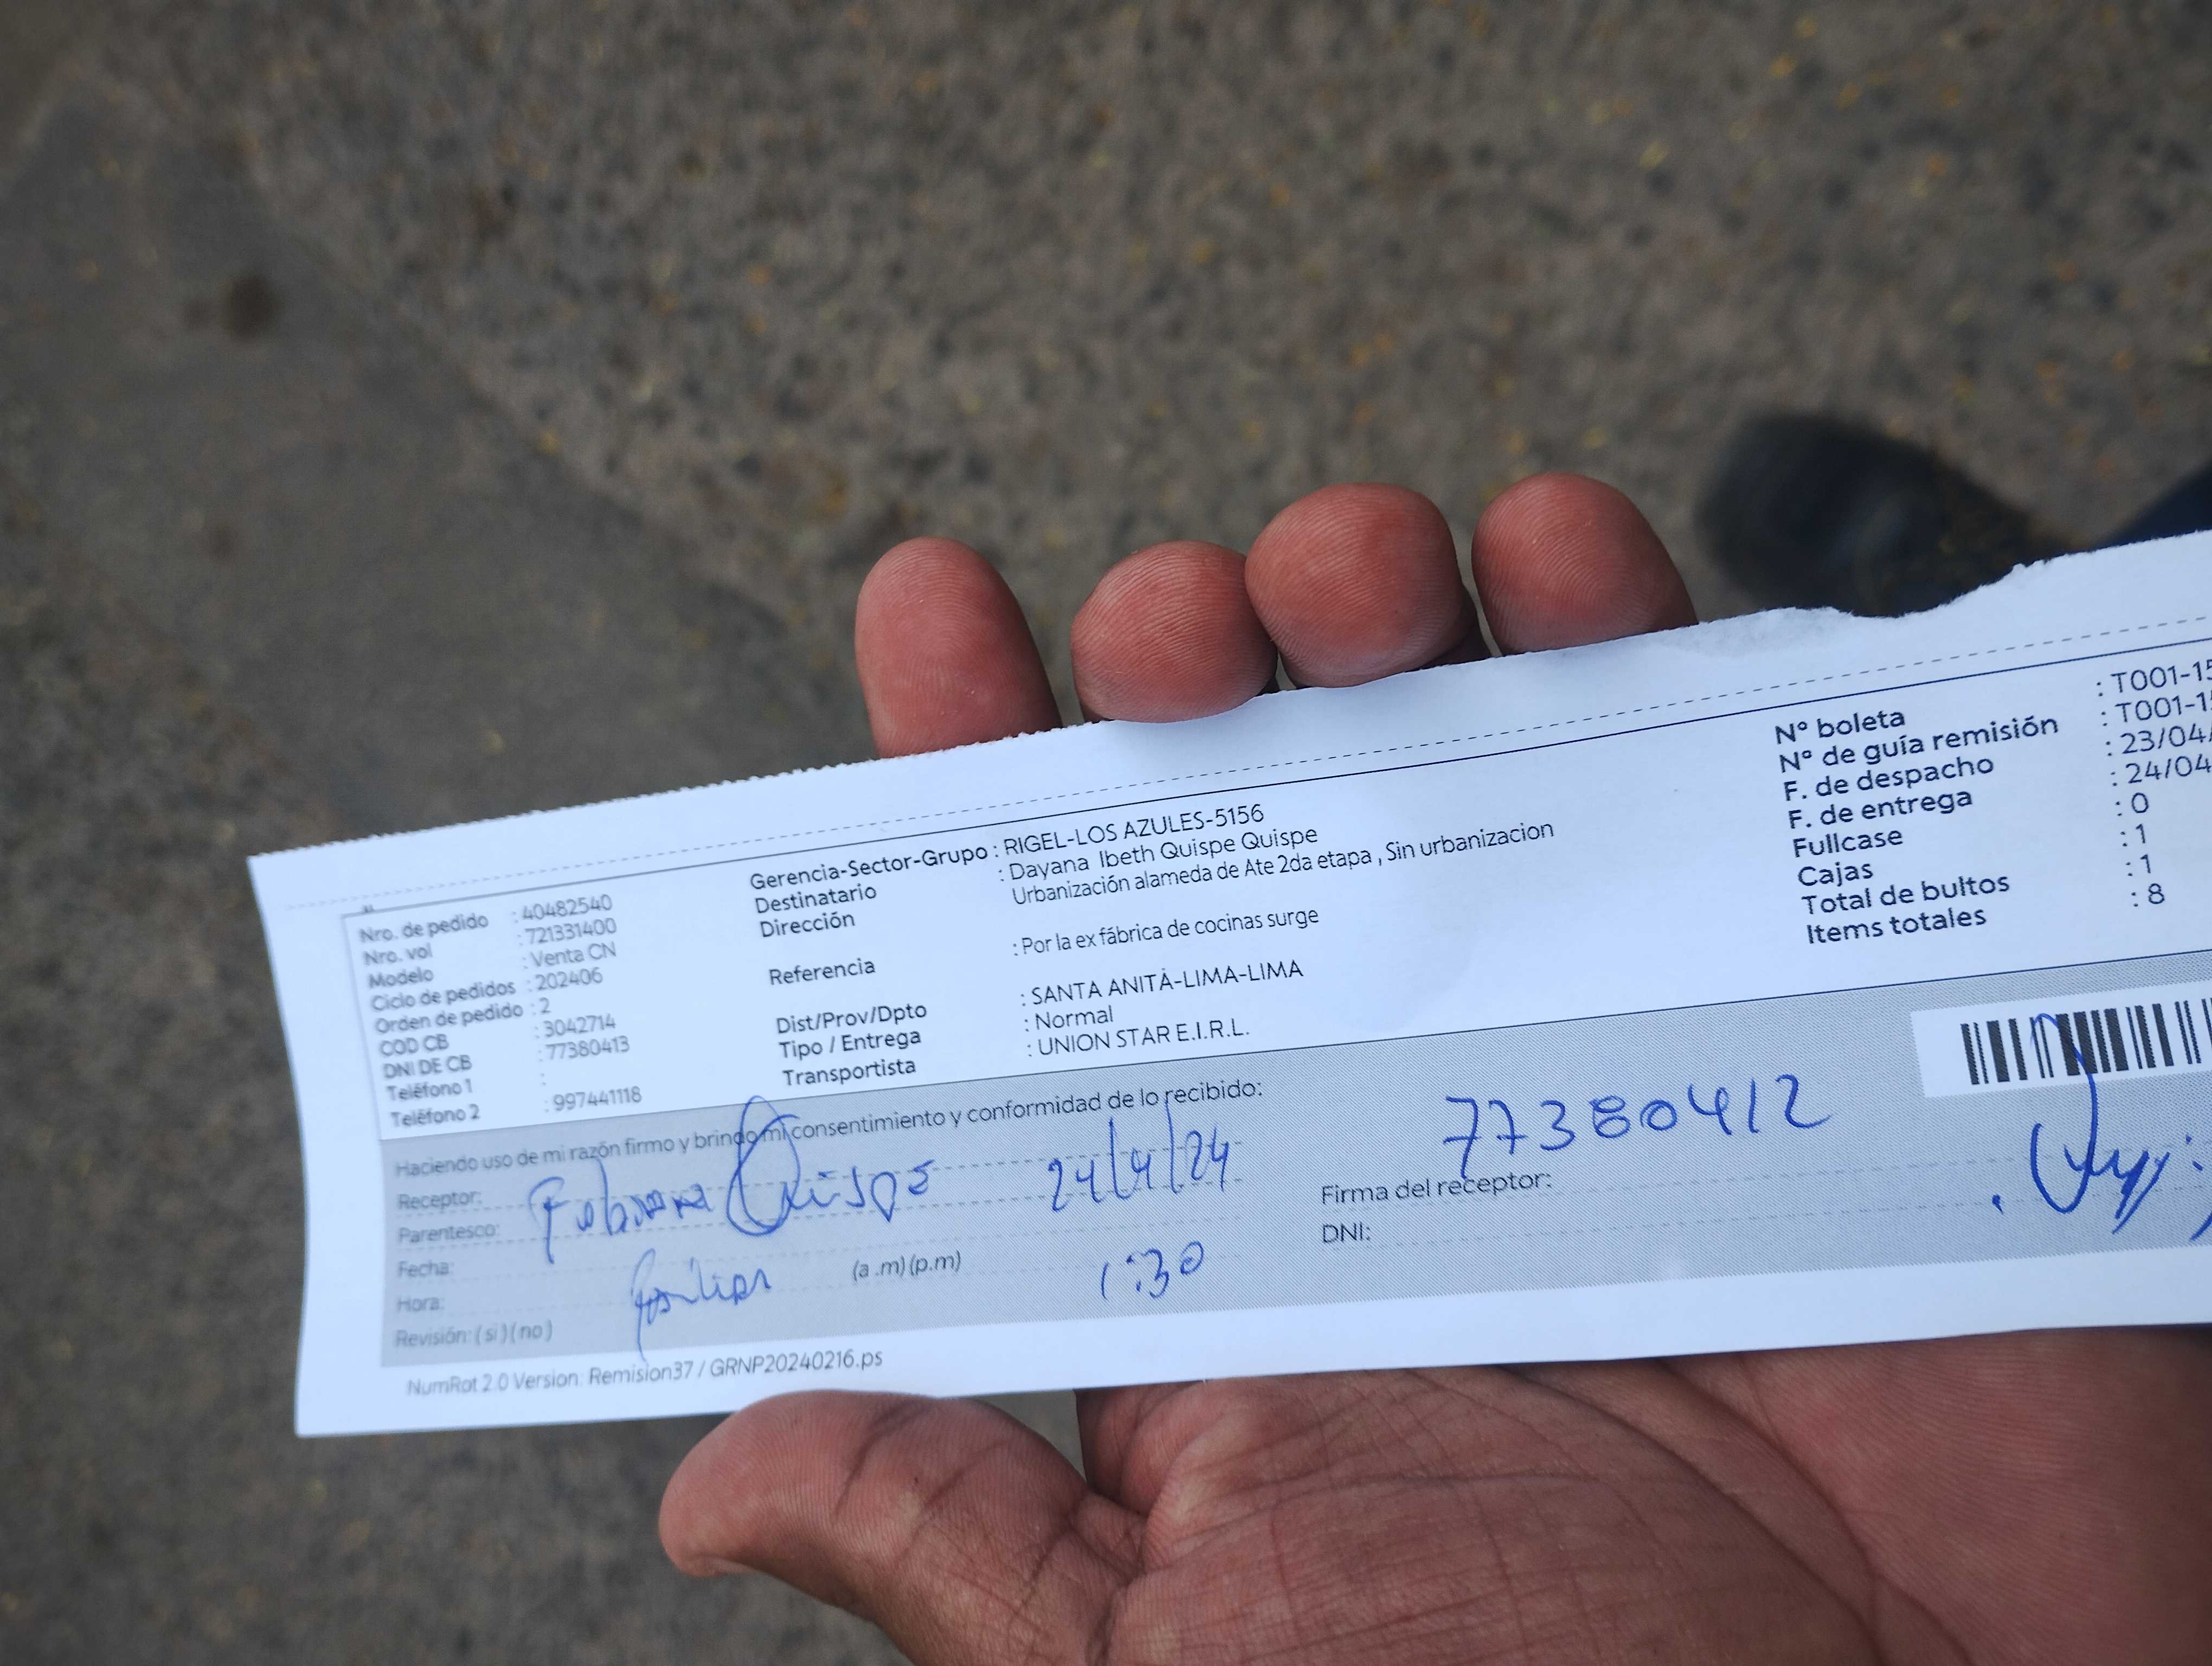 Nro. de pedido : 40482540
Nro. vol : 721331400
Modelo : Venta CN
Ciclo de pedidos : 202406
Orden de pedido : 2
COD CB : 3042714
DNI DE CB : 77380413
Teléfono 1 :
Teléfono 2 : 997441118
Gerencia-Sector-Grupo : RIGEL-LOS AZULES-5156
Destinatario : Dayana Ibeth Quispe Quispe
Dirección Urbanización alameda de Ate 2da etapa , Sin urbanizacion
Referencia : Por la ex fábrica de cocinas surge
Dist/Prov/Dpto : SANTA ANITA-LIMA-LIMA
Tipo / Entrega : Normal
Transportista : UNION STAR E.I.R.L.
N° boleta : T001-15
N° de guía remisión : T001-15
F. de despacho : 23/04/
F. de entrega : 24/04
Fullcase : 0
Cajas : 1
Total de bultos : 1
Items totales : 8
Haciendo uso de mi razón firmo y brindo mi consentimiento y conformidad de lo recibido:
Receptor:
Parentesco: Quispe 24/4/24
Fecha:
Hora: (a .m) (p.m) 1:30
Revisión: ( si ) ( no )
77380412
Firma del receptor:
DNI:
NumRot 2.0 Version: Remision37 / GRNP20240216.ps